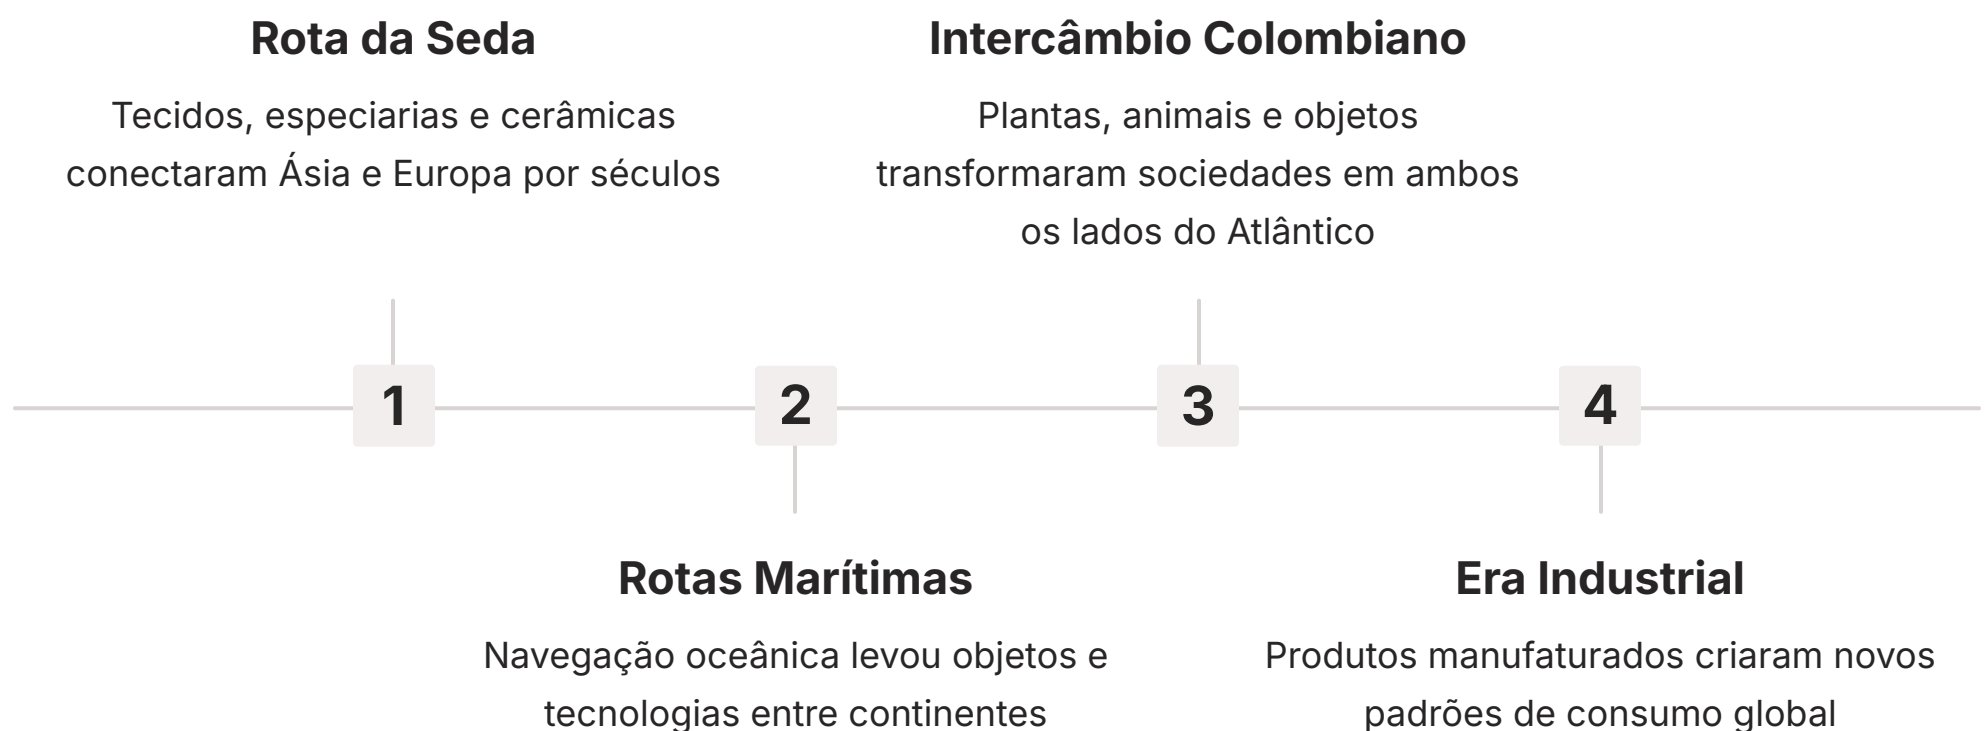 Rota da Seda
Tecidos, especiarias e cerâmicas
conectaram Ásia e Europa por séculos
Intercâmbio Colombiano
Plantas, animais e objetos
transformaram sociedades em ambos
os lados do Atlântico
1
2
3
4
Rotas Marítimas
Navegação oceânica levou objetos e
tecnologias entre continentes
Era Industrial
Produtos manufaturados criaram novos
padrões de consumo global